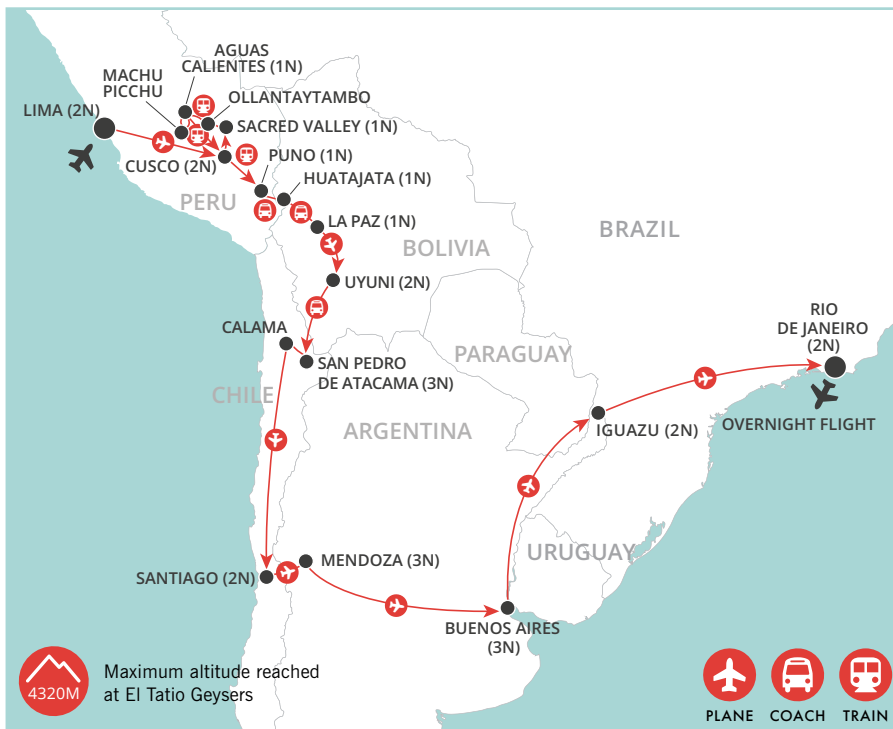 AGUAS
CALIENTES (1N)
MACHU
PICCHU
OLLANTAYTAMBO
LIMA (2N)
SACRED VALLEY (1N)
CUSCO (2N)
PUNO (1N)
HUATAJATA (1N)
PERU
LA PAZ (1N)
BOLIVIA
BRAZIL
UYUNI (2N)
RIO
DE JANEIRO
(2N)
CALAMA
PARAGUAY
SAN PEDRO
DE ATACAMA (3N)
CHILE
ARGENTINA
IGUAZU (2N)
OVERNIGHT FLIGHT
URUGUAY
MENDOZA (3N)
SANTIAGO (2N)
BUENOS AIRES
(3N)
4320M
Maximum altitude reached
at El Tatio Geysers
PLANE
COACH
TRAIN